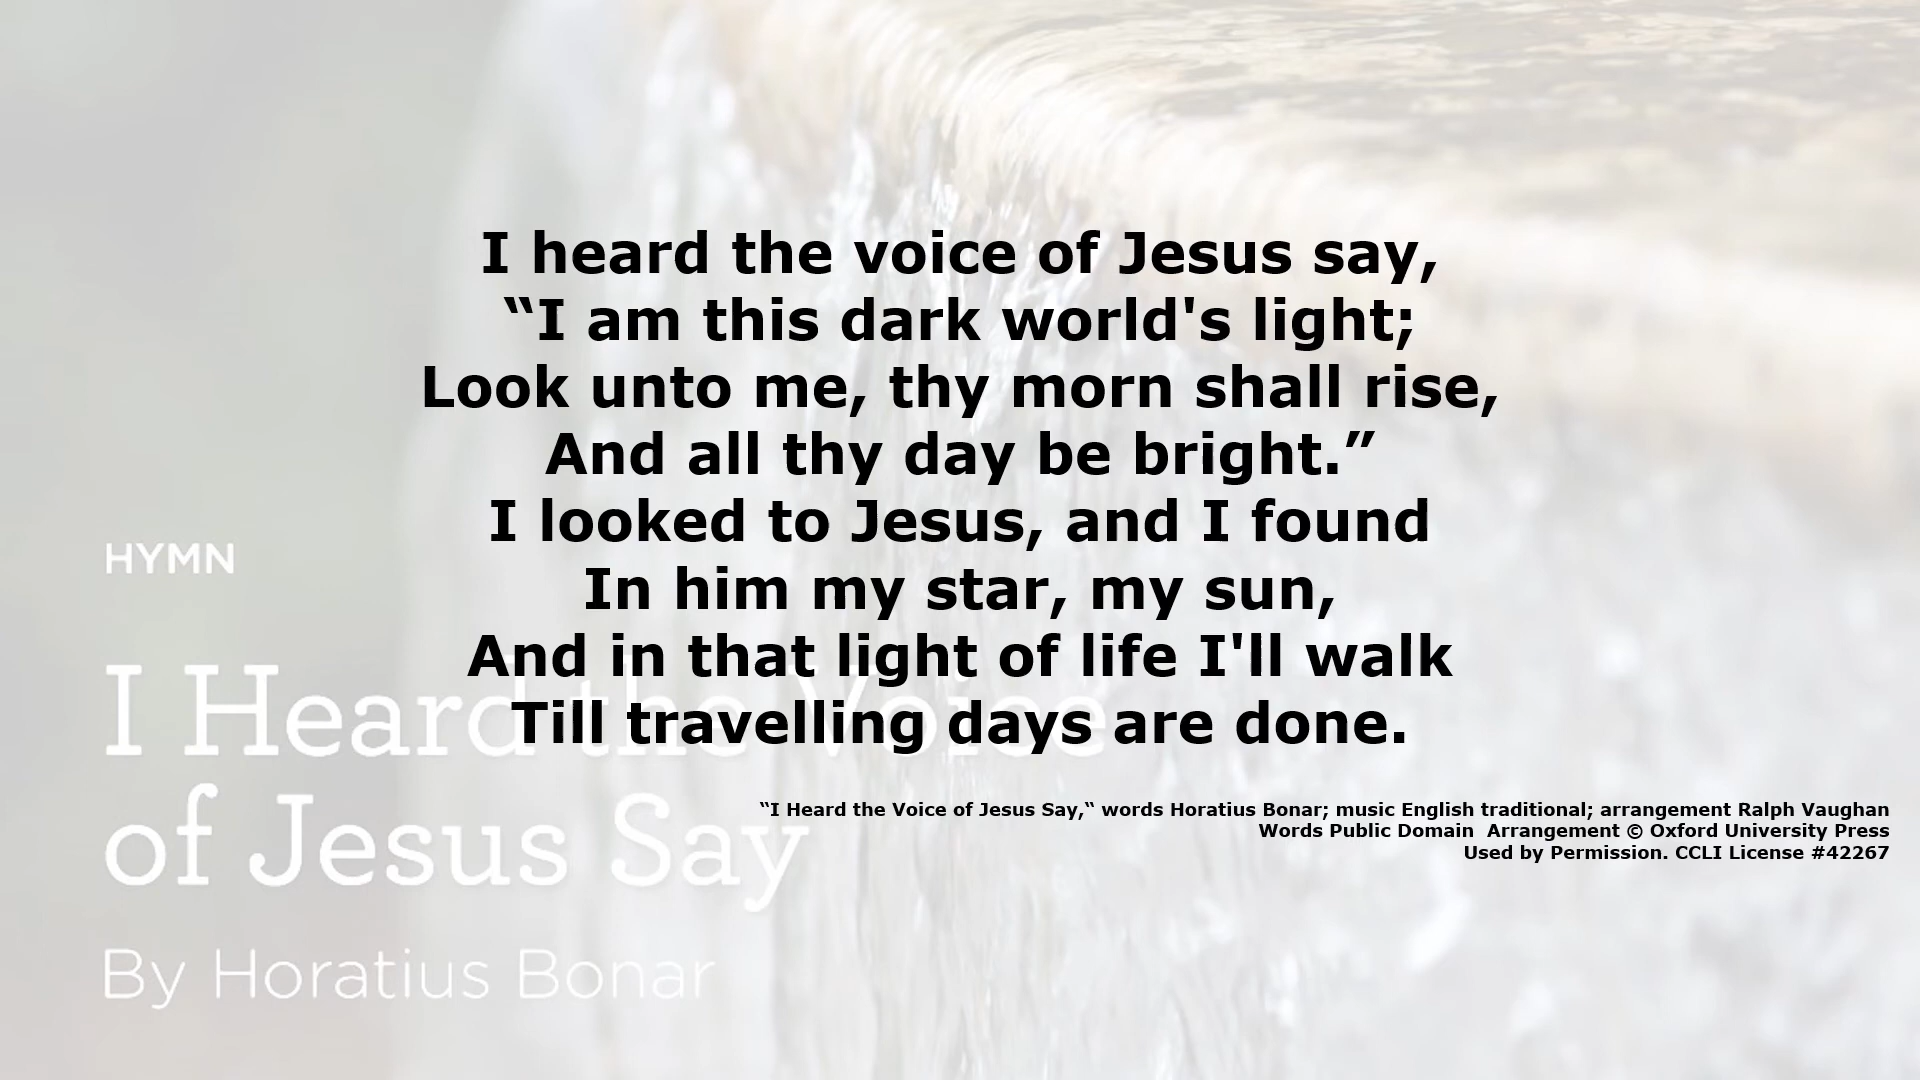 I heard the voice of Jesus say,
“I am this dark world's light;
Look unto me, thy morn shall rise,
And all thy day be bright.”
I looked to Jesus, and I found
In him my star, my sun,
And in that light of life I'll walk
Till travelling days are done.
“I Heard the Voice of Jesus Say,“ words Horatius Bonar; music English traditional; arrangement Ralph Vaughan
Words Public Domain  Arrangement © Oxford University Press
Used by Permission. CCLI License #42267
HYMN
I Heard the Voice
of Jesus Say
By Horatius Bonar